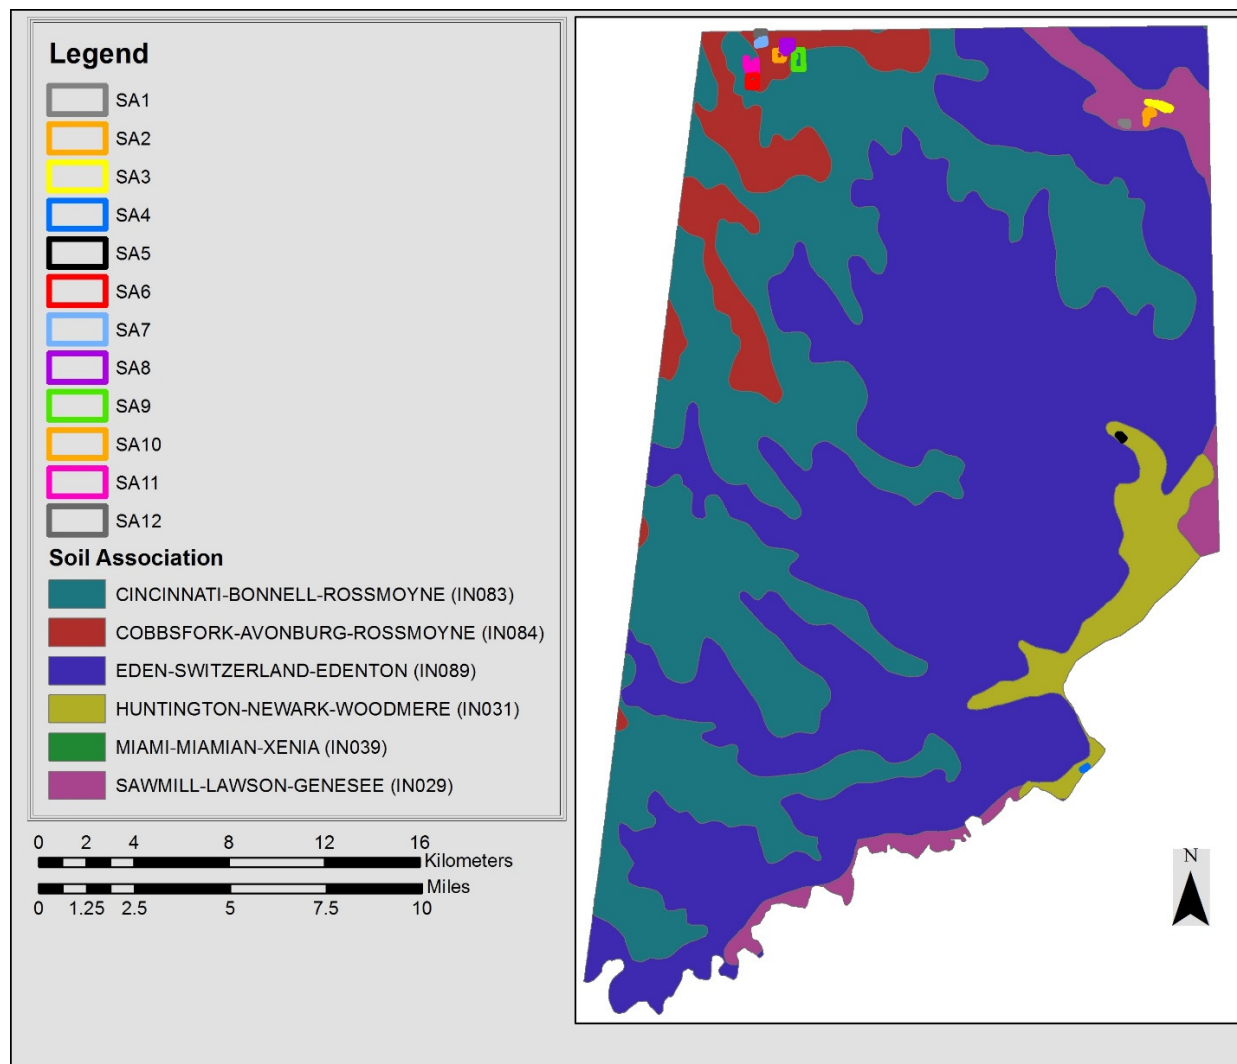 Legend
SA1
SA2
SA3
SA4
SA5
SA6
SA7
SA8
SA9
SA10
SA11
SA12
Soil Association
CINCINNATI-BONNELL-ROSSMOYNE (IN083)
COBBSFORK-AVONBURG-ROSSMOYNE (IN084)
EDEN-SWITZERLAND-EDENTON (IN089)
HUNTINGTON-NEWARK-WOODMERE (IN031)
MIAMI-MIAMIAN-XENIA (IN039)
SAWMILL-LAWSON-GENESEE (IN029)
0 2 4 8 12 16
Kilometers
Miles
0 1.25 2.5 5 7.5 10
N